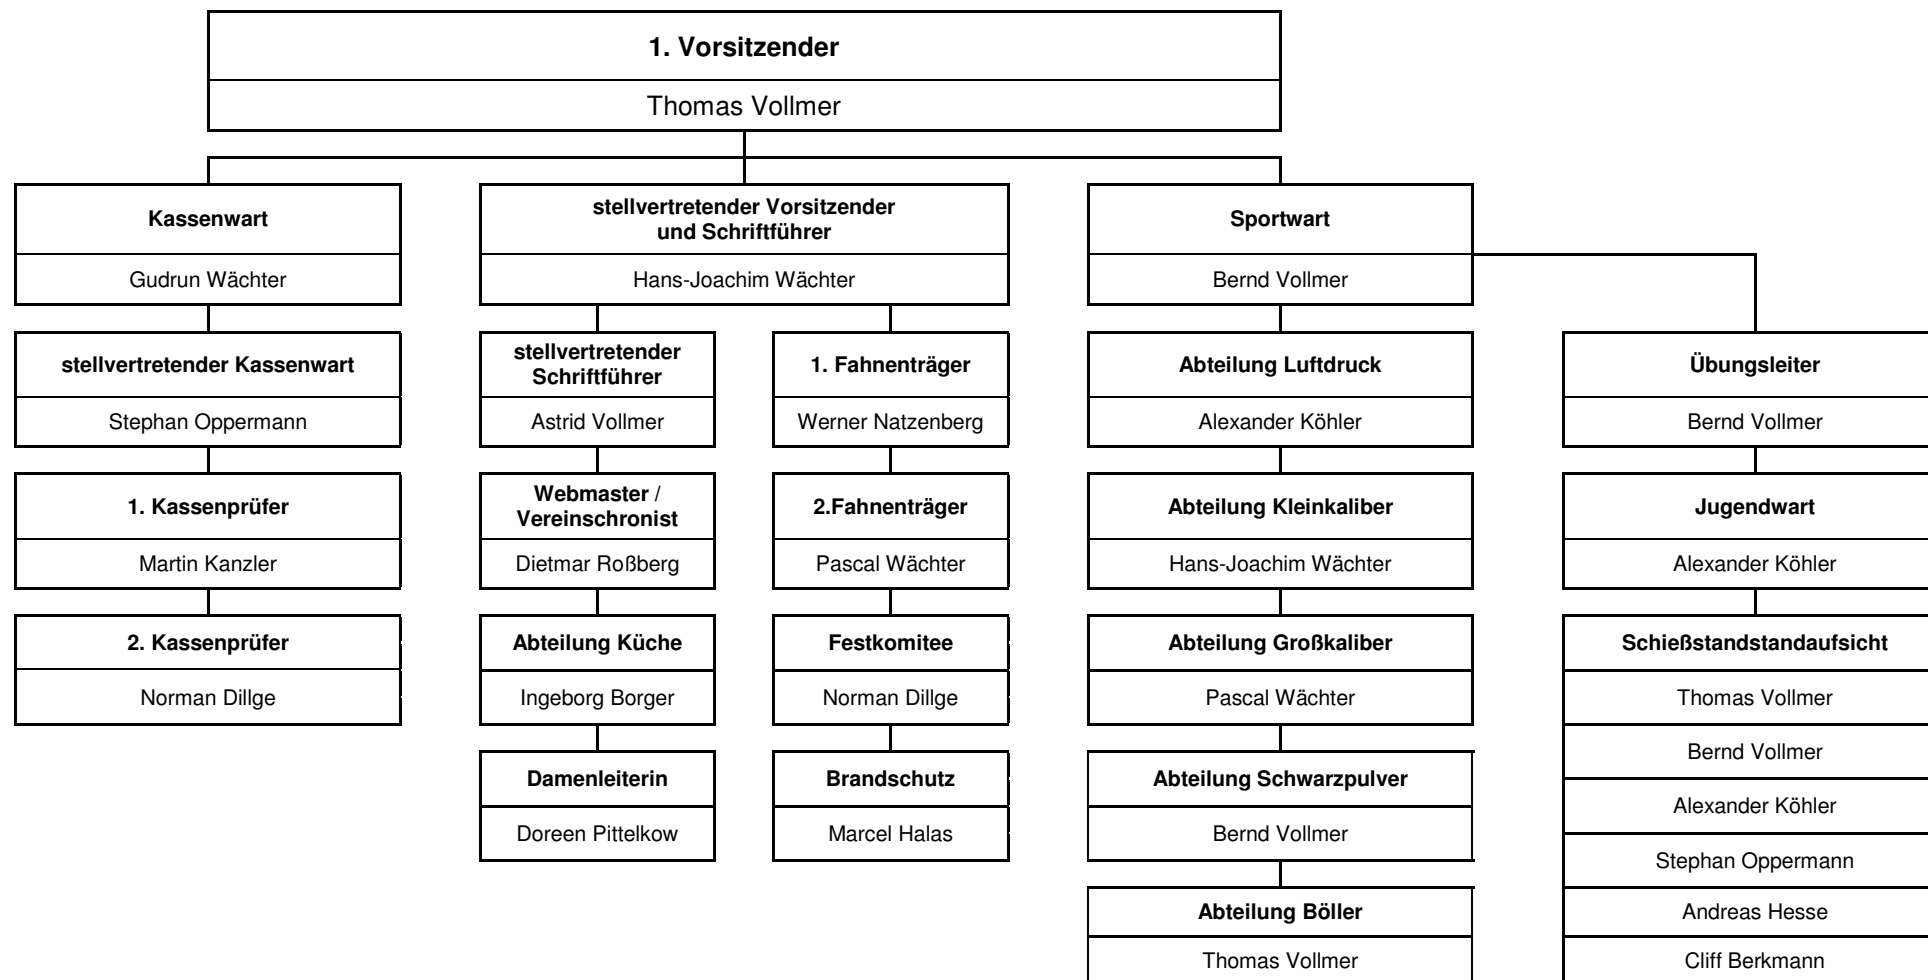 1. Vorsitzender
Thomas Vollmer
Kassenwart
Gudrun Wächter
stellvertretender Kassenwart
Stephan Oppermann
1. Kassenprüfer
Martin Kanzler
2. Kassenprüfer
Norman Dillge
stellvertretender Vorsitzender
und Schriftführer
Hans-Joachim Wächter
stellvertretender
Schriftführer
Astrid Vollmer
Webmaster /
Vereinschronist
Dietmar Roßberg
Abteilung Küche
Ingeborg Borger
Damenleiterin
Doreen Pittelkow
1. Fahnenträger
Werner Natzenberg
2.Fahnenträger
Pascal Wächter
Festkomitee
Norman Dillge
Brandschutz
Marcel Halas
Sportwart
Bernd Vollmer
Abteilung Luftdruck
Alexander Köhler
Abteilung Kleinkaliber
Hans-Joachim Wächter
Abteilung Großkaliber
Pascal Wächter
Abteilung Schwarzpulver
Bernd Vollmer
Abteilung Böller
Thomas Vollmer
Übungsleiter
Bernd Vollmer
Jugendwart
Alexander Köhler
Schießstandstandaufsicht
Thomas Vollmer
Bernd Vollmer
Alexander Köhler
Stephan Oppermann
Andreas Hesse
Cliff Berkmann